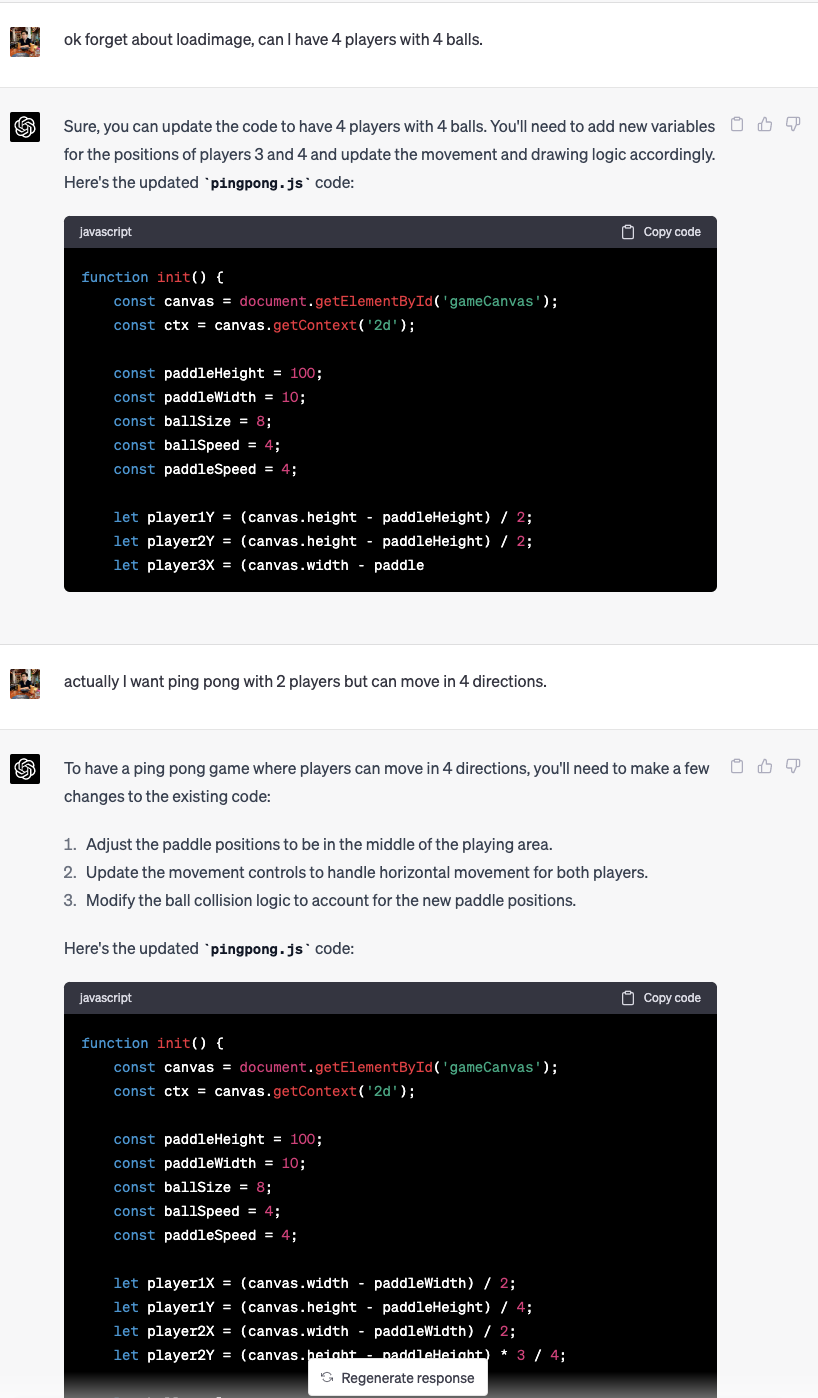 ok forget about loadimage, can I have 4 players with 4 balls.
Sure, you can update the code to have 4 players with 4 balls. You'll need to add new variables
for the positions of players 3 and 4 and update the movement and drawing logic accordingly.
Here's the updated `pingpong.js` code:
javascript
Copy code
function init() {
    const canvas = document.getElementById('gameCanvas');
    const ctx = canvas.getContext('2d');
    const paddleHeight = 100;
    const paddleWidth = 10;
    const ballSize = 8;
    const ballSpeed = 4;
    const paddleSpeed = 4;
    let player1Y = (canvas.height - paddleHeight) / 2;
    let player2Y = (canvas.height - paddleHeight) / 2;
    let player3X = (canvas.width - paddle
actually I want ping pong with 2 players but can move in 4 directions.
To have a ping pong game where players can move in 4 directions, you'll need to make a few
changes to the existing code:
1. Adjust the paddle positions to be in the middle of the playing area.
2. Update the movement controls to handle horizontal movement for both players.
3. Modify the ball collision logic to account for the new paddle positions.
Here's the updated `pingpong.js` code:
javascript
Copy code
function init() {
    const canvas = document.getElementById('gameCanvas');
    const ctx = canvas.getContext('2d');
    const paddleHeight = 100;
    const paddleWidth = 10;
    const ballSize = 8;
    const ballSpeed = 4;
    const paddleSpeed = 4;
    let player1X = (canvas.width - paddleWidth) / 2;
    let player1Y = (canvas.height - paddleHeight) / 4;
    let player2X = (canvas.width - paddleWidth) / 2;
    let player2Y = (canvas.height - paddleHeight) * 3 / 4;
Regenerate response